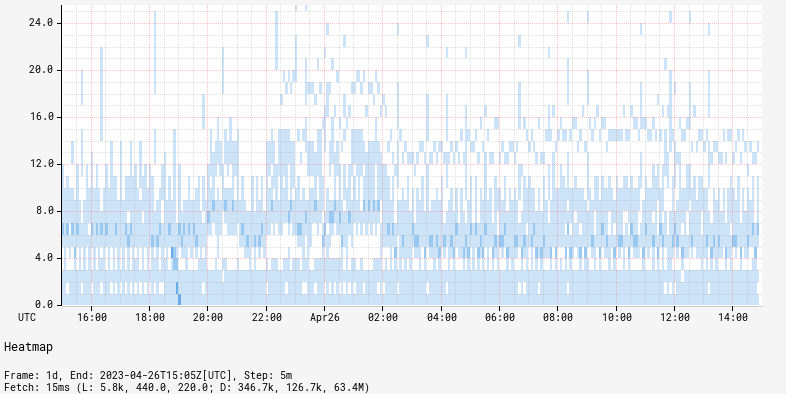 24.0
20.0
16.0
12.0
8.0
4.0
0.0
UTC 16:00 18:00 20:00 22:00 Apr26 02:00 04:00 06:00 08:00 10:00 12:00 14:00
Heatmap
Frame: 1d, End: 2023-04-26T15:05Z[UTC], Step: 5m
Fetch: 15ms (L: 5.8k, 440.0, 220.0; D: 346.7k, 126.7k, 63.4M)